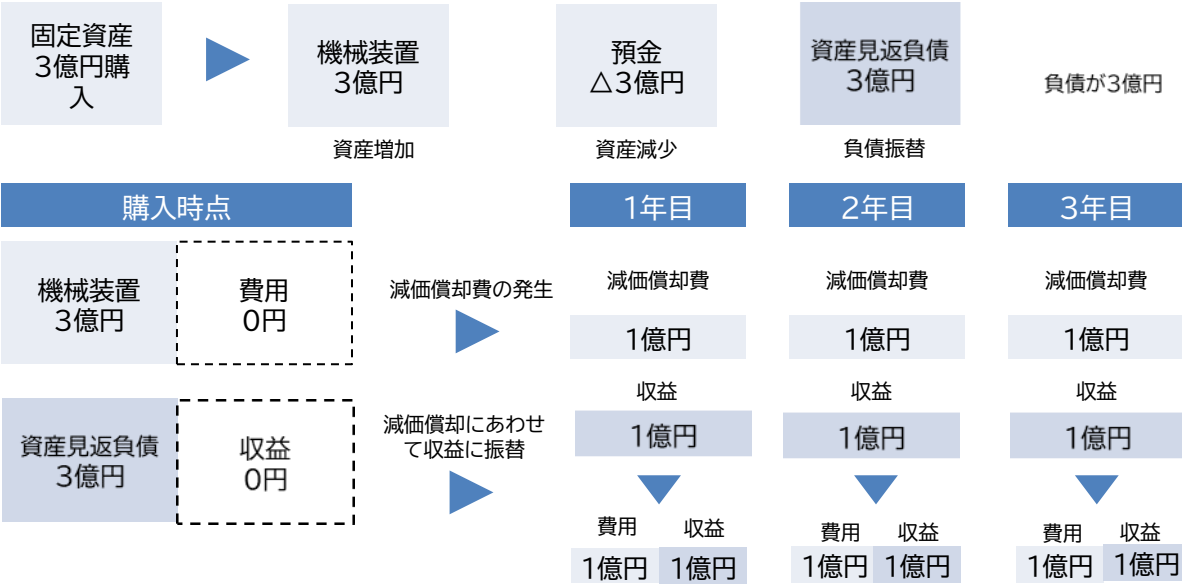 固定資産
3億円購
入
機械装置
3億円
資産増加
預金
△3億円
資産減少
資産見返負債
3億円
負債振替
負債が3億円
購入時点
1年目
2年目
3年目
機械装置
3億円
費用
0円
減価償却費の発生
減価償却費
1億円
減価償却費
1億円
減価償却費
1億円
資産見返負債
3億円
収益
0円
減価償却にあわせ
て収益に振替
収益
1億円
収益
1億円
収益
1億円
費用
収益
1億円
1億円
費用
収益
1億円
1億円
費用
収益
1億円
1億円